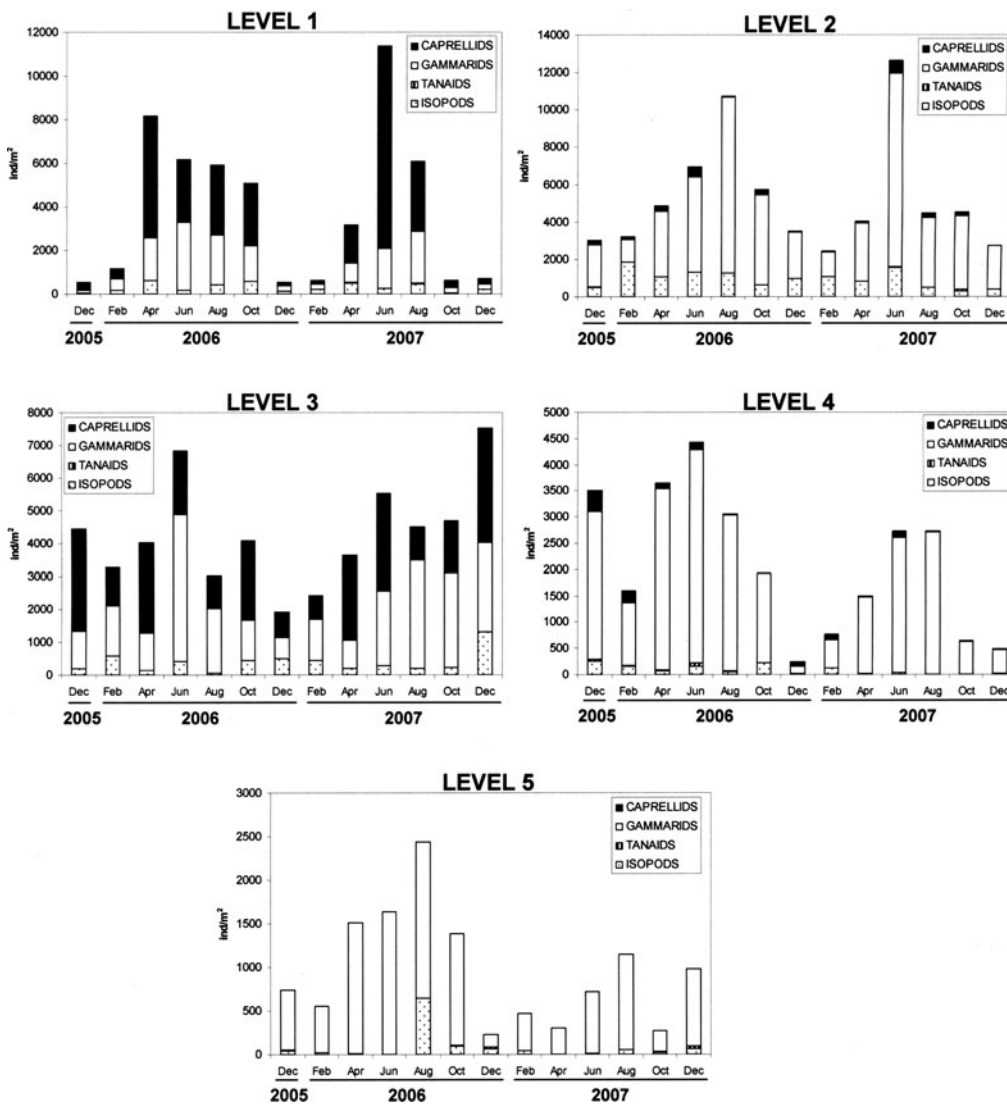 LEVEL 1
12000
10000
8000
6000
4000
2000
0
ind/m²
CAPRELLIDS
GAMMARIDS
TANAIDS
ISOPODS
Dec Feb Apr Jun Aug Oct Dec Feb Apr Jun Aug Oct Dec
2005 2006 2007
LEVEL 2
14000
12000
10000
8000
6000
4000
2000
0
ind/m²
CAPRELLIDS
GAMMARIDS
TANAIDS
ISOPODS
Dec Feb Apr Jun Aug Oct Dec Feb Apr Jun Aug Oct Dec
2005 2006 2007
LEVEL 3
8000
7000
6000
5000
4000
3000
2000
1000
0
ind/m²
CAPRELLIDS
GAMMARIDS
TANAIDS
ISOPODS
Dec Feb Apr Jun Aug Oct Dec Feb Apr Jun Aug Oct Dec
2005 2006 2007
LEVEL 4
5000
4500
4000
3500
3000
2500
2000
1500
1000
500
0
ind/m²
CAPRELLIDS
GAMMARIDS
TANAIDS
ISOPODS
Dec Feb Apr Jun Aug Oct Dec Feb Apr Jun Aug Oct Dec
2005 2006 2007
LEVEL 5
3000
2500
2000
1500
1000
500
0
ind/m²
CAPRELLIDS
GAMMARIDS
TANAIDS
ISOPODS
Dec Feb Apr Jun Aug Oct Dec Feb Apr Jun Aug Oct Dec
2005 2006 2007